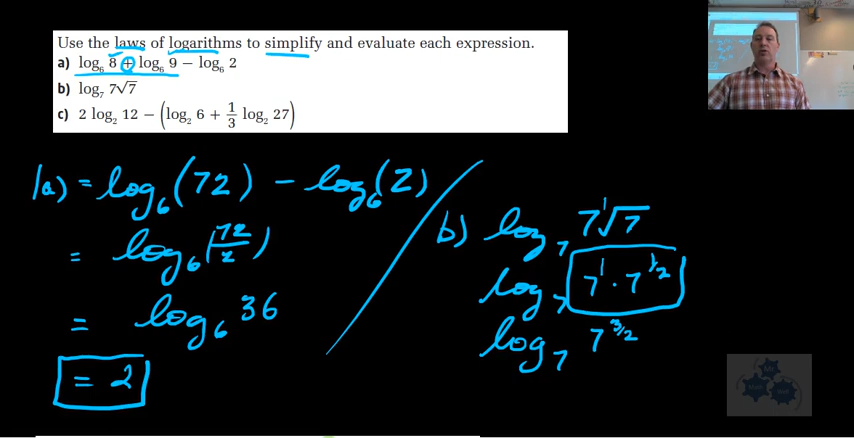 Use the laws of logarithms to simplify and evaluate each expression.
a) log₆ 8 + log₆ 9 − log₆ 2
b) log₇ 7√7
c) 2 log₂ 12 − (log₂ 6 + 1/3 log₂ 27)
1a) = log₆(72) − log₆(2)
= log₆(72/2)
= log₆ 36
= 2
b) log₇ 7¹√7
log₇ 7¹ · 7^1/2
log₇ 7^3/2